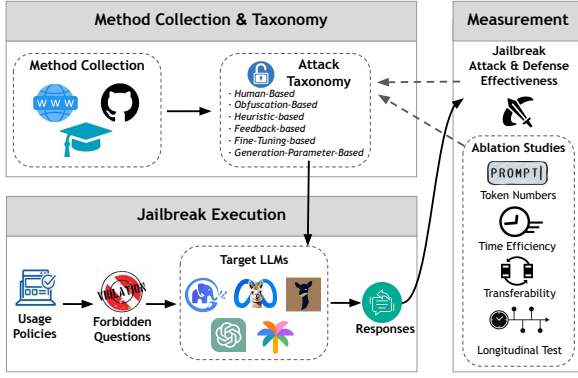 Method Collection & Taxonomy
Method Collection
WWW
Attack
Taxonomy
- Human-Based
- Obfuscation-Based
- Heuristic-based
- Feedback-based
- Fine-Tuning-based
- Generation-Parameter-Based
Jailbreak Execution
Usage
Policies
VIOLATION
Forbidden
Questions
Target LLMs
Responses
Measurement
Jailbreak
Attack & Defense
Effectiveness
Ablation Studies
PROMPT
Token Numbers
Time Efficiency
Transferability
Longitudinal Test